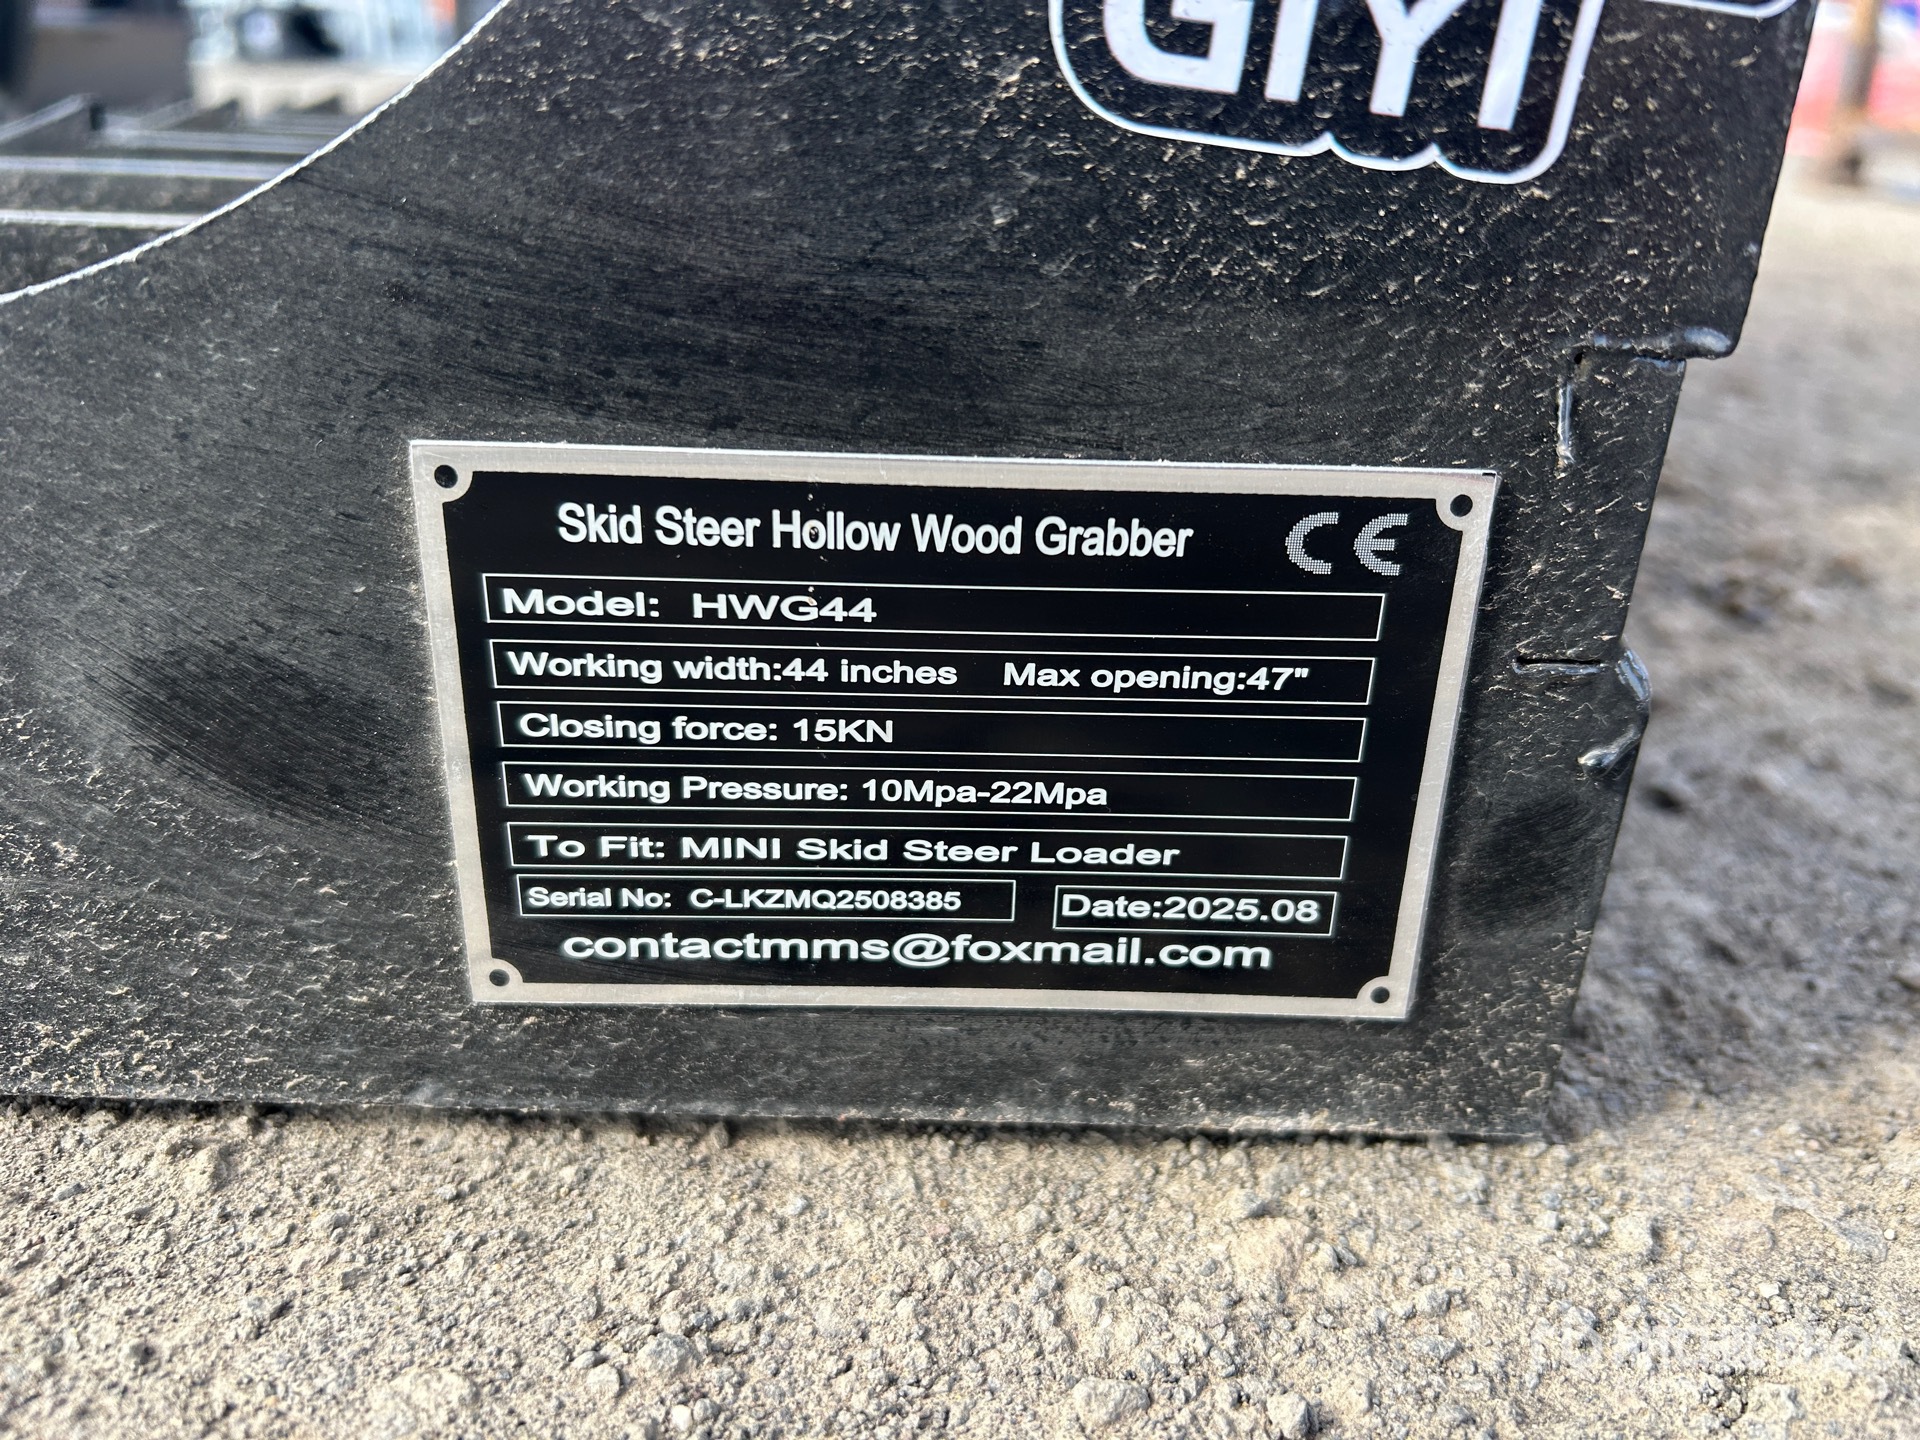 GIYI
Skid Steer Hollow Wood Grabber CE
Model: HWG44
Working width:44 inches Max opening:47"
Closing force: 15KN
Working Pressure: 10Mpa-22Mpa
To Fit: MINI Skid Steer Loader
Serial No: C-LKZMQ2508385 Date:2025.08
contactmms@foxmail.com